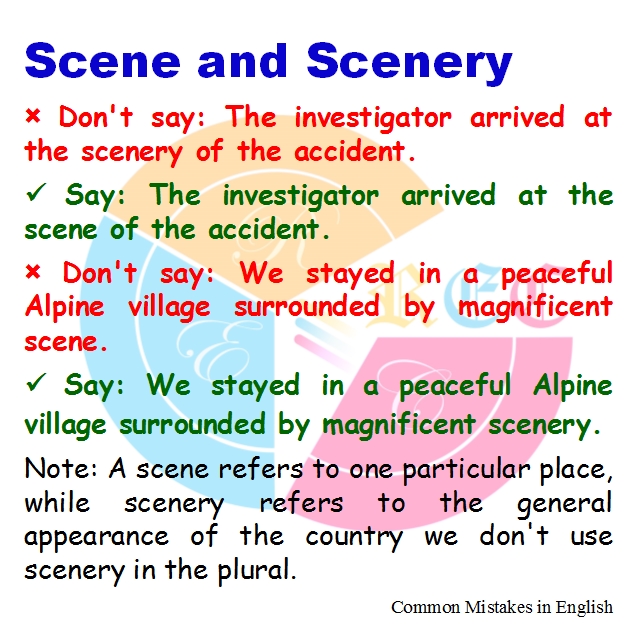 Scene and Scenery
✖ Don't say: The investigator arrived at
the scenery of the accident.
✓ Say: The investigator arrived at the
scene of the accident.
✖ Don't say: We stayed in a peaceful
Alpine village surrounded by magnificent
scene.
✓ Say: We stayed in a peaceful Alpine
village surrounded by magnificent scenery.
Note: A scene refers to one particular place,
while scenery refers to the general
appearance of the country we don't use
scenery in the plural.
Common Mistakes in English